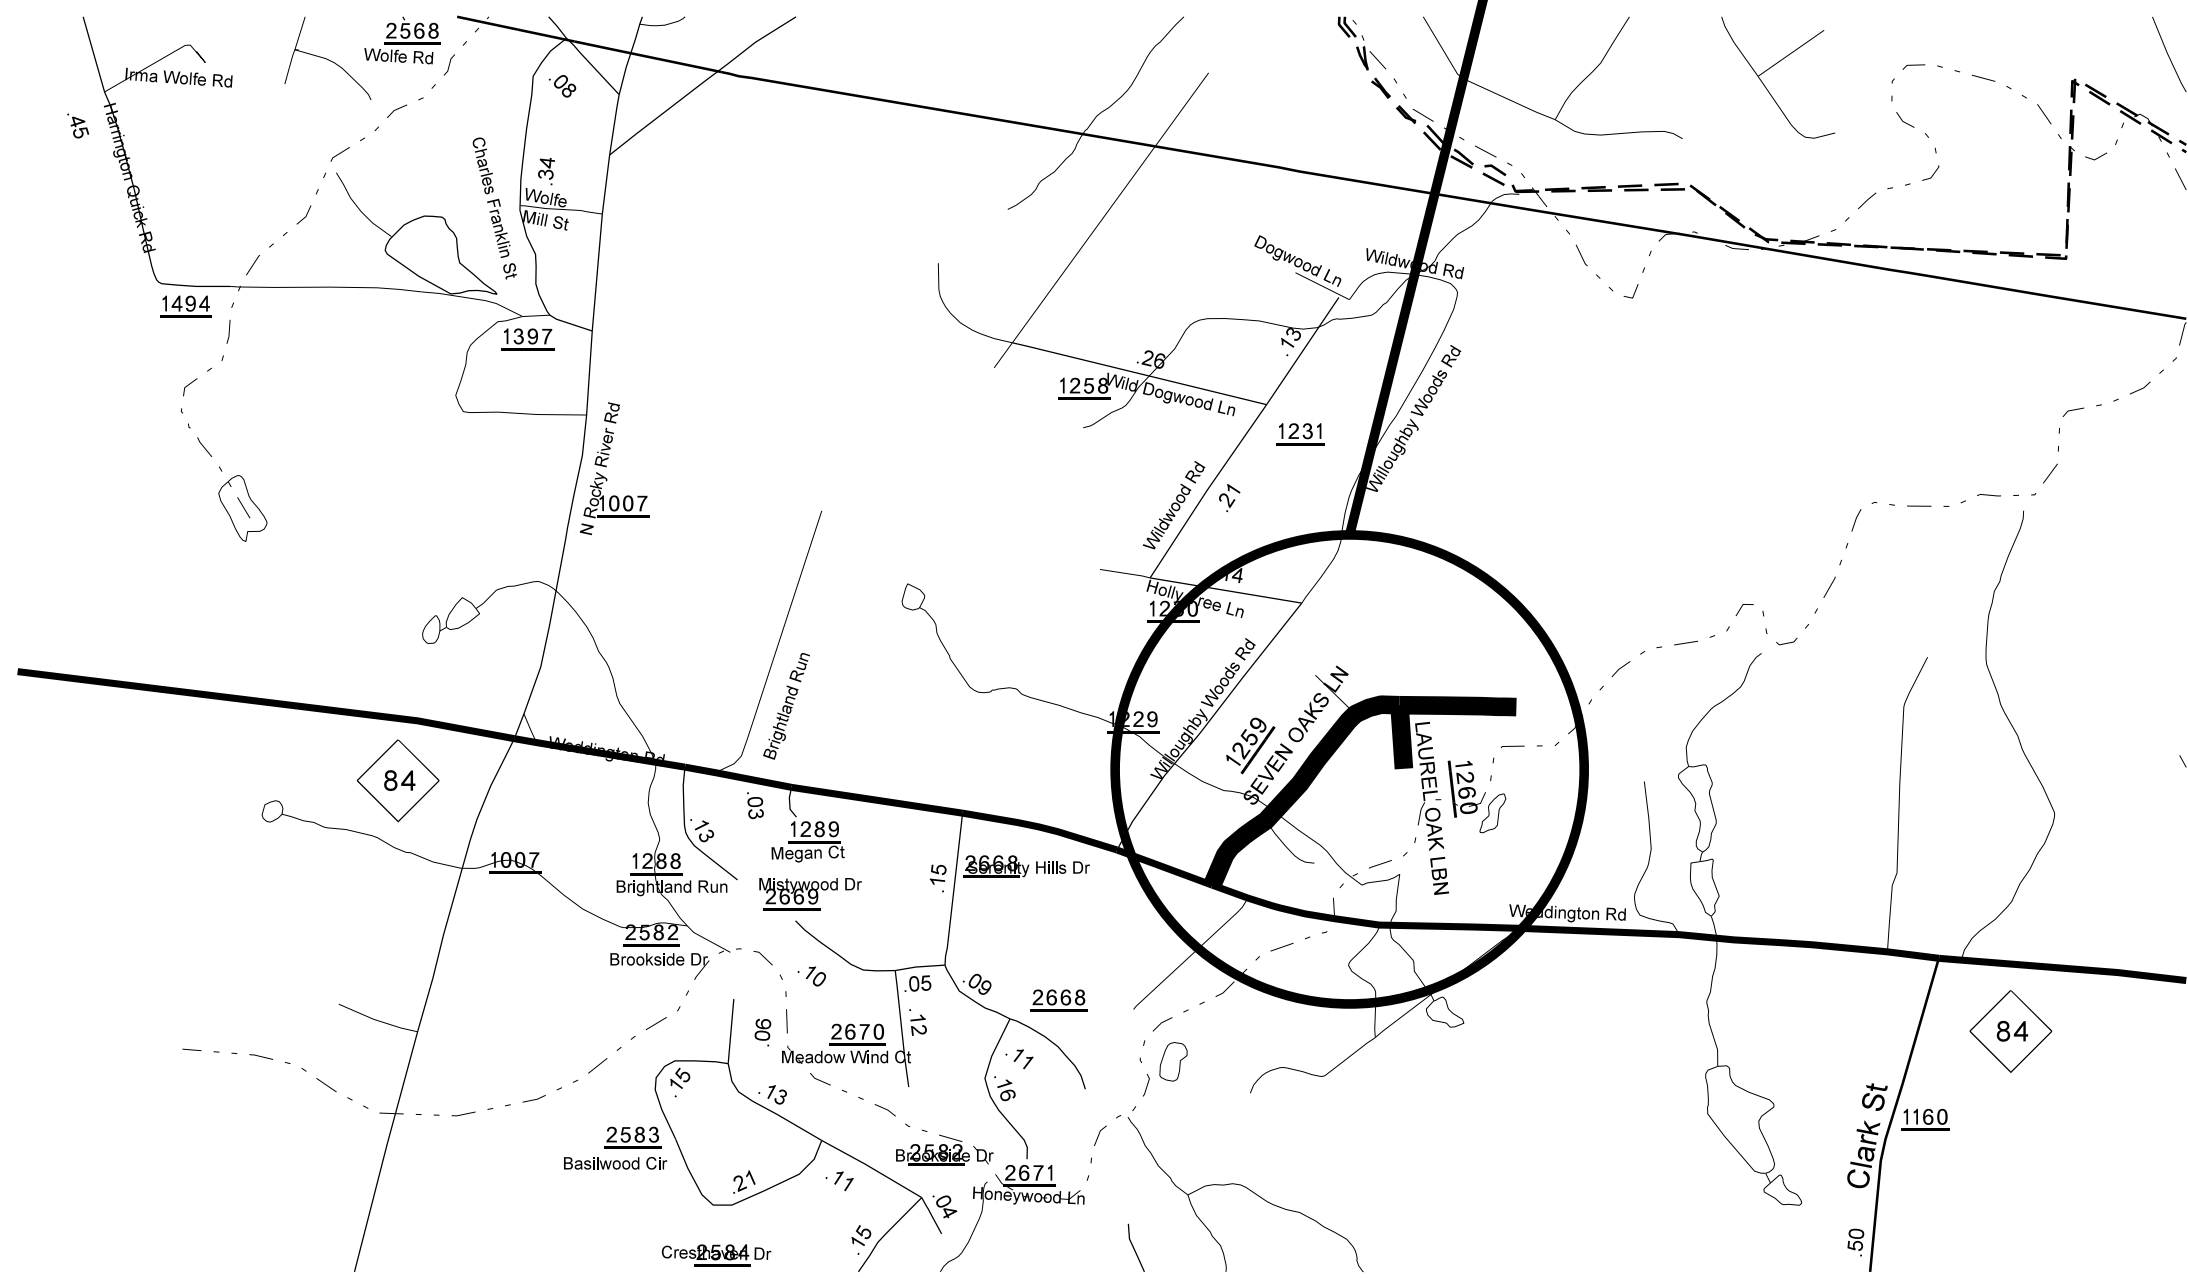 2568
Wolfe Rd
Irma Wolfe Rd
.08
.45
Harrington Quick Rd
Charles Franklin St
.34
Wolfe
Mill St
Dogwood Ln
Wildwood Rd
1494
1397
.13
.26
1258
Wild Dogwood Ln
Willoughby Woods Rd
1231
N Rocky River Rd
1007
Wildwood Rd
.21
Holly Tree Ln
1230
Brightland Run
Willoughby Woods Rd
1229
1259
SEVEN OAKS LN
LAUREL OAK LBN
1260
Weddington Rd
84
.03
.13
1289
Megan Ct
1007
1288
Brightland Run
Mistywood Dr
2669
.15
2668
Serenity Hills Dr
Weddington Rd
2582
Brookside Dr
.10
.05
.09
2668
.12
.06
2670
Meadow Wind Ct
.11
.16
.15
.13
84
Clark St
1160
2583
Basilwood Cir
2582
Brookside Dr
2671
Honeywood Ln
.21
.11
.04
.15
2584
Cresthaven Dr
.50